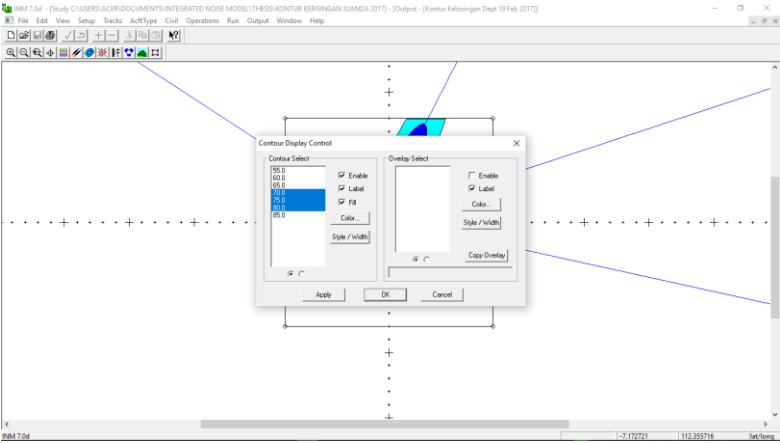 INM 7.0d - [Study C:\USERS\ACER\DOCUMENTS\INTEGRATED NOISE MODEL\THESIS\KONTUR KEBISINGAN JUANDA 2017] - [Output - [Kontur Kebisingan Dept 19 Feb 2017]]
File Edit View Setup Tracks AcftType Civil Operations Run Output Window Help
Contour Display Control
Contour Select
55.0
60.0
65.0
70.0
75.0
80.0
85.0
Enable
Label
Fill
Color...
Style / Width
Overlay Select
Enable
Label
Color...
Style / Width
Copy Overlay
Apply OK Cancel
INM 7.0d -7.172721 112.355716 lat/long